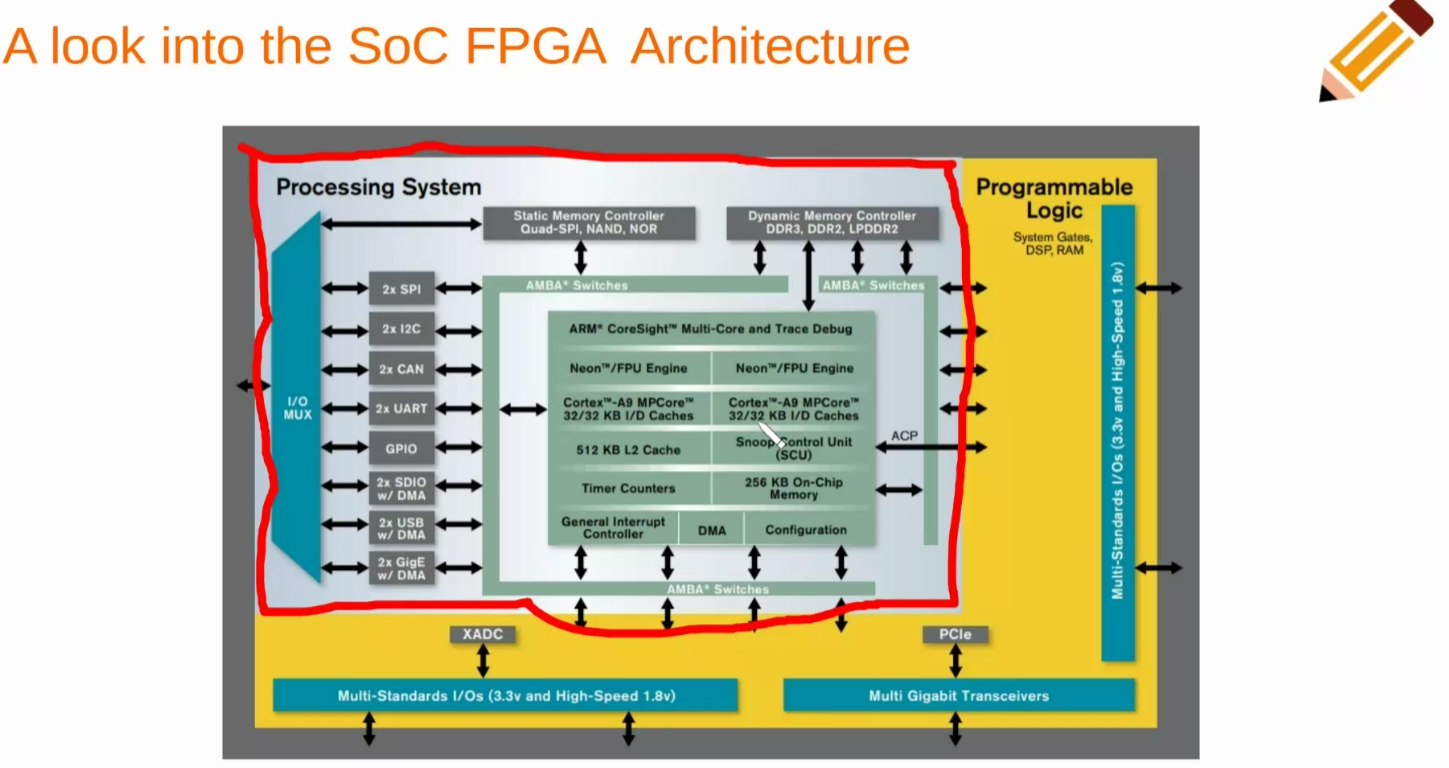 A look into the SoC FPGA Architecture
Processing System
Programmable
Logic
System Gates,
DSP, RAM
Static Memory Controller
Quad-SPI, NAND, NOR
Dynamic Memory Controller
DDR3, DDR2, LPDDR2
AMBA® Switches
AMBA® Switches
I/O
MUX
2x SPI
2x I2C
2x CAN
2x UART
GPIO
2x SDIO
w/ DMA
2x USB
w/ DMA
2x GigE
w/ DMA
ARM® CoreSight™ Multi-Core and Trace Debug
Neon™/FPU Engine
Neon™/FPU Engine
Cortex™-A9 MPCore™
32/32 KB I/D Caches
Cortex™-A9 MPCore™
32/32 KB I/D Caches
512 KB L2 Cache
Snoop Control Unit
(SCU)
Timer Counters
256 KB On-Chip
Memory
General Interrupt
Controller
DMA
Configuration
ACP
AMBA® Switches
Multi-Standards I/Os (3.3v and High-Speed 1.8v)
XADC
PCIe
Multi-Standards I/Os (3.3v and High-Speed 1.8v)
Multi Gigabit Transceivers